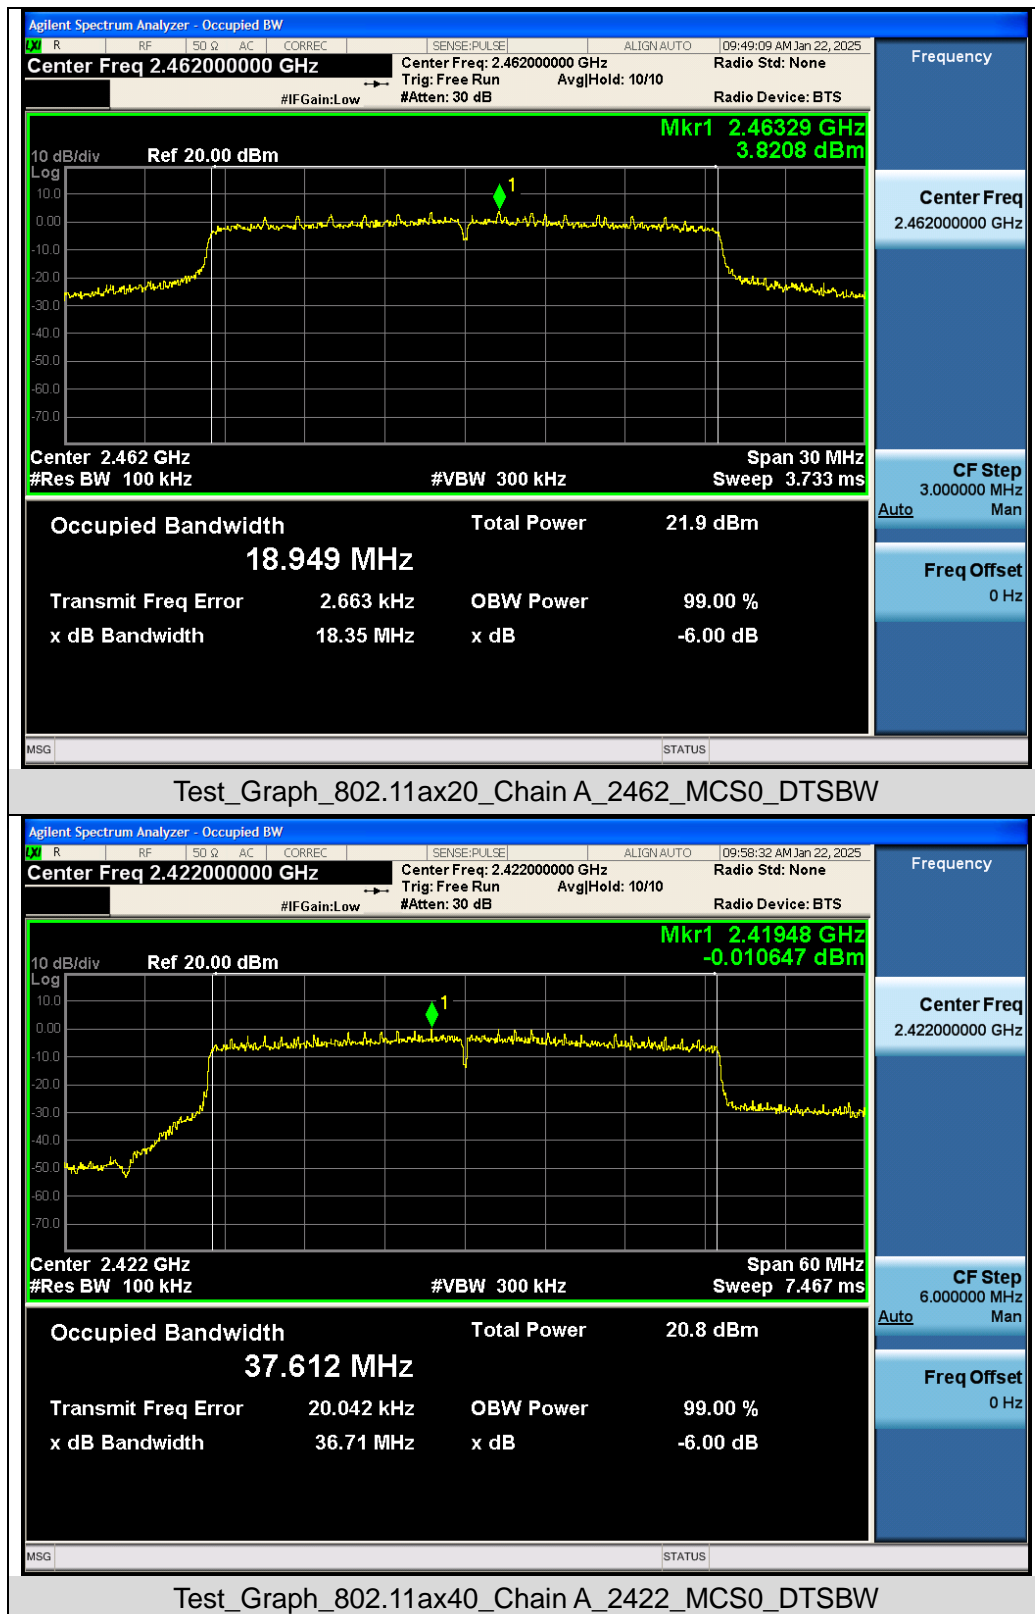 Agilent Spectrum Analyzer - Occupied BW
LXI R RF 50 Ω AC CORREC SENSE:PULSE ALIGN AUTO 09:49:09 AM Jan 22, 2025
Center Freq 2.462000000 GHz
Center Freq: 2.462000000 GHz
Radio Std: None
Trig: Free Run Avg|Hold: 10/10
#IFGain:Low #Atten: 30 dB Radio Device: BTS
Frequency
Mkr1 2.46329 GHz
3.8208 dBm
10 dB/div Ref 20.00 dBm
Log
10.0
0.00
-10.0
-20.0
-30.0
-40.0
-50.0
-60.0
-70.0
1
Center 2.462 GHz Span 30 MHz
#Res BW 100 kHz #VBW 300 kHz Sweep 3.733 ms
Center Freq
2.462000000 GHz
CF Step
3.000000 MHz
Auto Man
Freq Offset
0 Hz
Occupied Bandwidth Total Power 21.9 dBm
18.949 MHz
Transmit Freq Error 2.663 kHz OBW Power 99.00 %
x dB Bandwidth 18.35 MHz x dB -6.00 dB
MSG STATUS
Test_Graph_802.11ax20_Chain A_2462_MCS0_DTSBW
Agilent Spectrum Analyzer - Occupied BW
LXI R RF 50 Ω AC CORREC SENSE:PULSE ALIGN AUTO 09:58:32 AM Jan 22, 2025
Center Freq 2.422000000 GHz
Center Freq: 2.422000000 GHz
Radio Std: None
Trig: Free Run Avg|Hold: 10/10
#IFGain:Low #Atten: 30 dB Radio Device: BTS
Frequency
Mkr1 2.41948 GHz
-0.010647 dBm
10 dB/div Ref 20.00 dBm
Log
10.0
0.00
-10.0
-20.0
-30.0
-40.0
-50.0
-60.0
-70.0
1
Center 2.422 GHz Span 60 MHz
#Res BW 100 kHz #VBW 300 kHz Sweep 7.467 ms
Center Freq
2.422000000 GHz
CF Step
6.000000 MHz
Auto Man
Freq Offset
0 Hz
Occupied Bandwidth Total Power 20.8 dBm
37.612 MHz
Transmit Freq Error 20.042 kHz OBW Power 99.00 %
x dB Bandwidth 36.71 MHz x dB -6.00 dB
MSG STATUS
Test_Graph_802.11ax40_Chain A_2422_MCS0_DTSBW